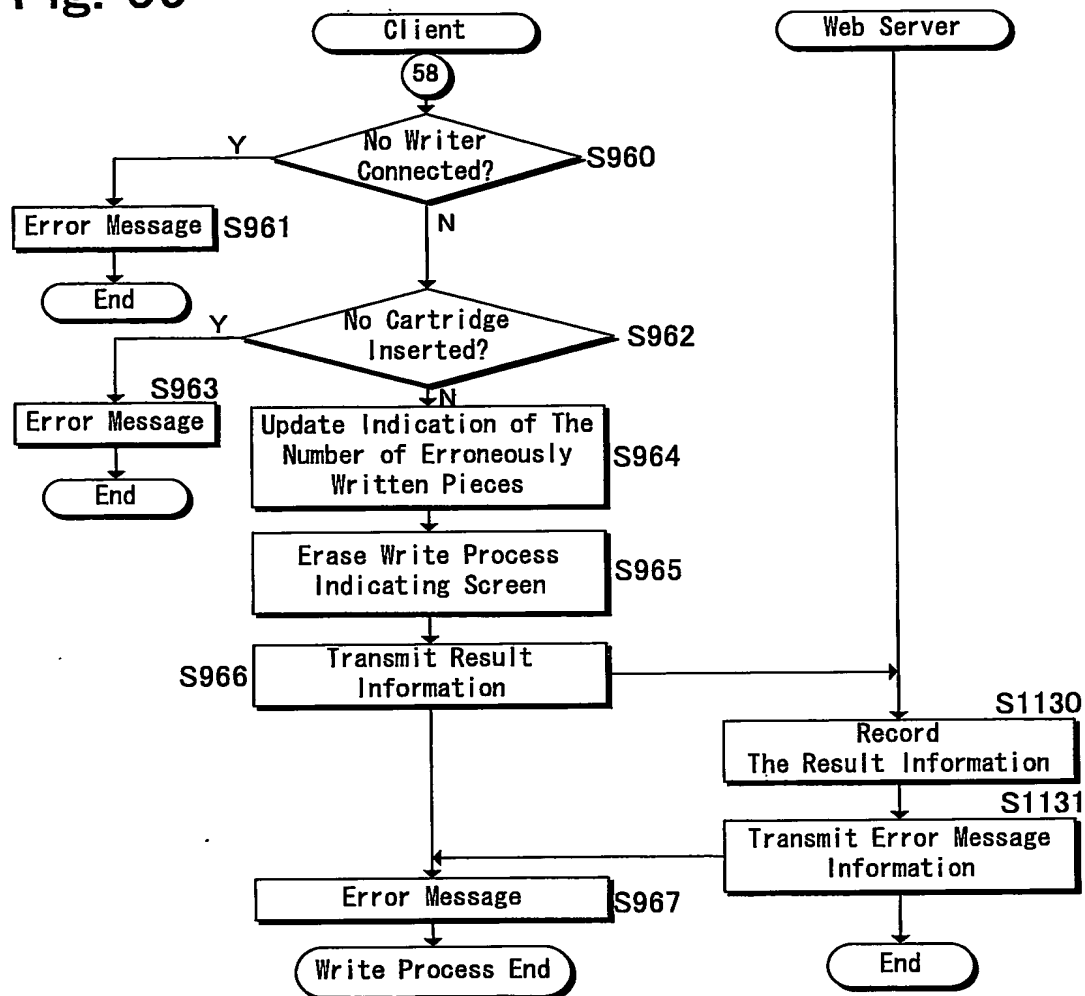 Fig.
Client
Web Server
58
No Writer
Connected?
S960
Y
N
Error Message
S961
End
No Cartridge
Inserted?
S962
Y
N
S963
Error Message
End
Update Indication of The
Number of Erroneously
Written Pieces
S964
Erase Write Process
Indicating Screen
S965
S966
Transmit Result
Information
S1130
Record
The Result Information
S1131
Transmit Error Message
Information
Error Message
S967
Write Process End
End